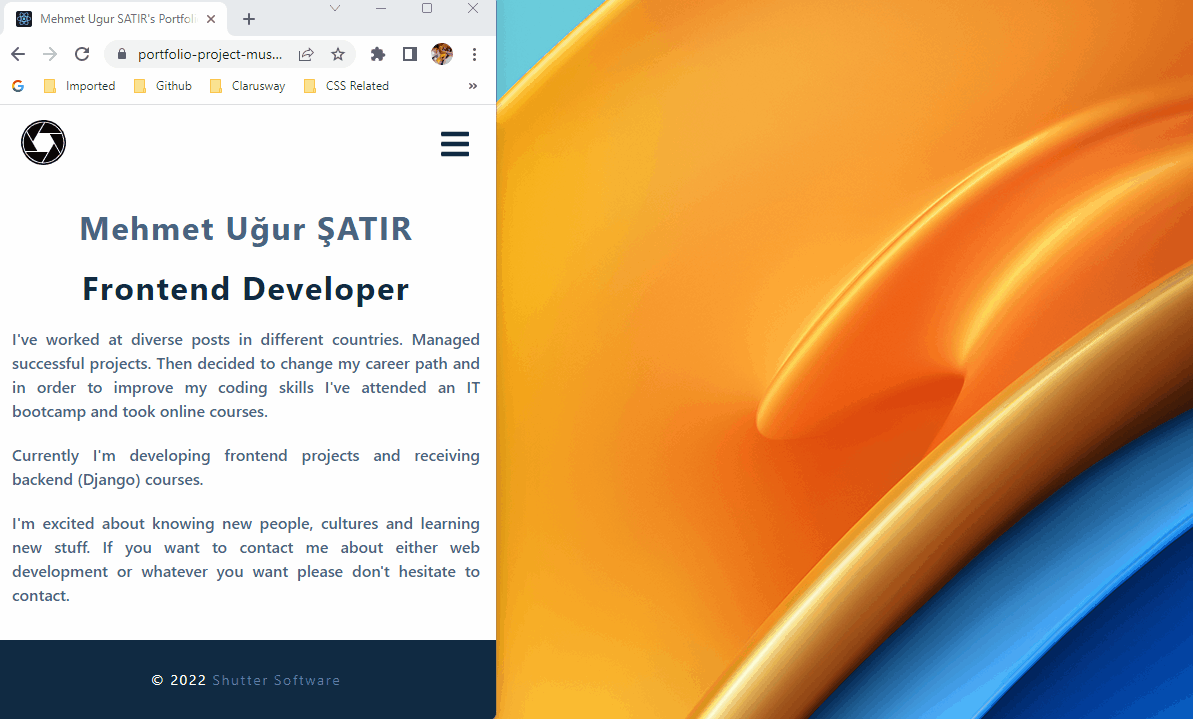 Mehmet Ugur SATIR's Portfoli
portfolio-project-mus...
Imported
Github
Clarusway
CSS Related
»
Mehmet Uğur ŞATIR
Frontend Developer
I've worked at diverse posts in different countries. Managed
successful projects. Then decided to change my career path and
in order to improve my coding skills I've attended an IT
bootcamp and took online courses.
Currently I'm developing frontend projects and receiving
backend (Django) courses.
I'm excited about knowing new people, cultures and learning
new stuff. If you want to contact me about either web
development or whatever you want please don't hesitate to
contact.
© 2022 Shutter Software